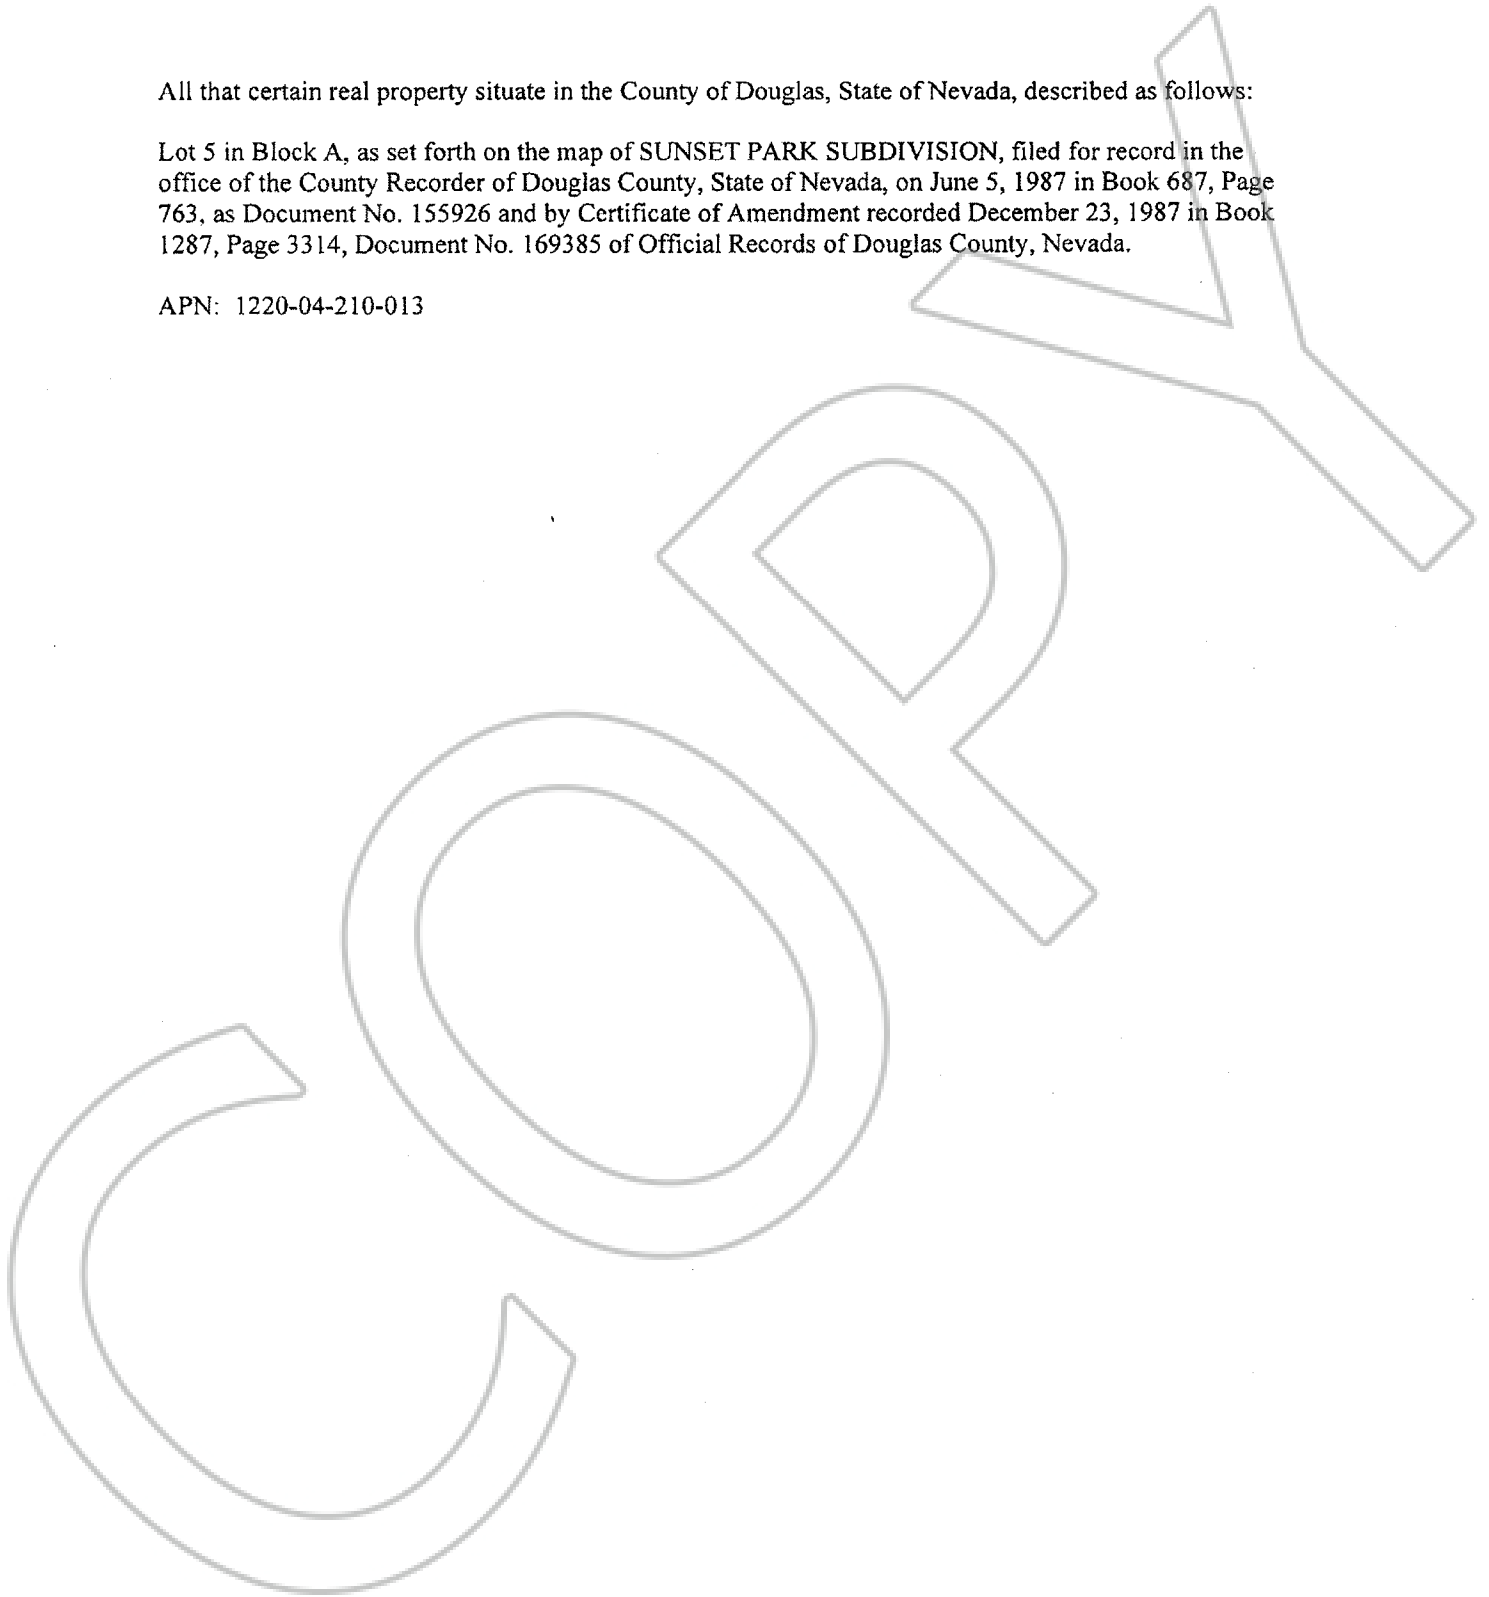 All that certain real property situate in the County of Douglas, State of Nevada, described as follows:
Lot 5 in Block A, as set forth on the map of SUNSET PARK SUBDIVISION, filed for record in the
office of the County Recorder of Douglas County, State of Nevada, on June 5, 1987 in Book 687, Page
763, as Document No. 155926 and by Certificate of Amendment recorded December 23, 1987 in Book
1287, Page 3314, Document No. 169385 of Official Records of Douglas County, Nevada.
APN: 1220-04-210-013
COPY